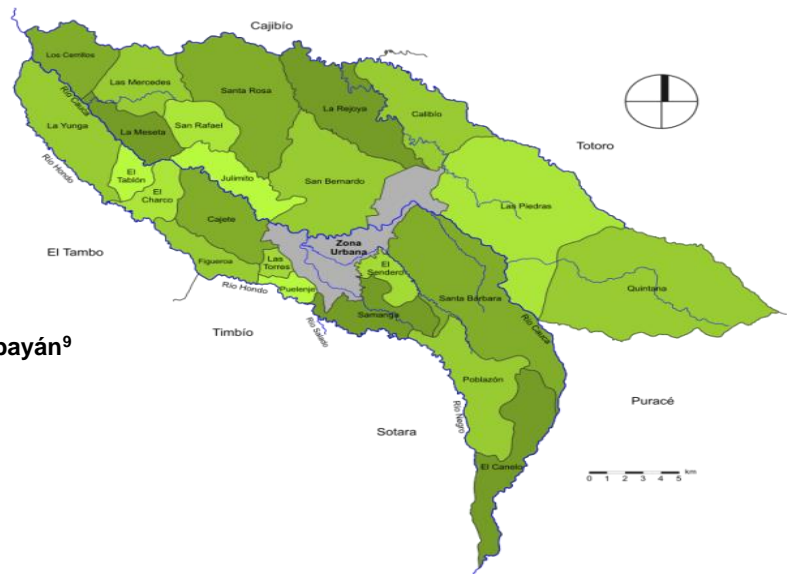 Cajibío
Los Cerrillos
Las Mercedes
Santa Rosa
La Rejoya
Calibío
Río Cauca
La Yunga
La Meseta
San Rafael
Totoro
Río Hondo
El
Tablón
Julimito
San Bernardo
El
Charco
Las Piedras
Cajete
El Tambo
Zona
Urbana
Las
Torres
El
Sendero
Figueroa
Quintana
Río Hondo
Puelenje
Santa Bárbara
Samanga
Río Cauca
Timbío
Río Salado
payán⁹
Poblazón
Puracé
Río Negro
Sotara
El Canelo
km
0 1 2 3 4 5